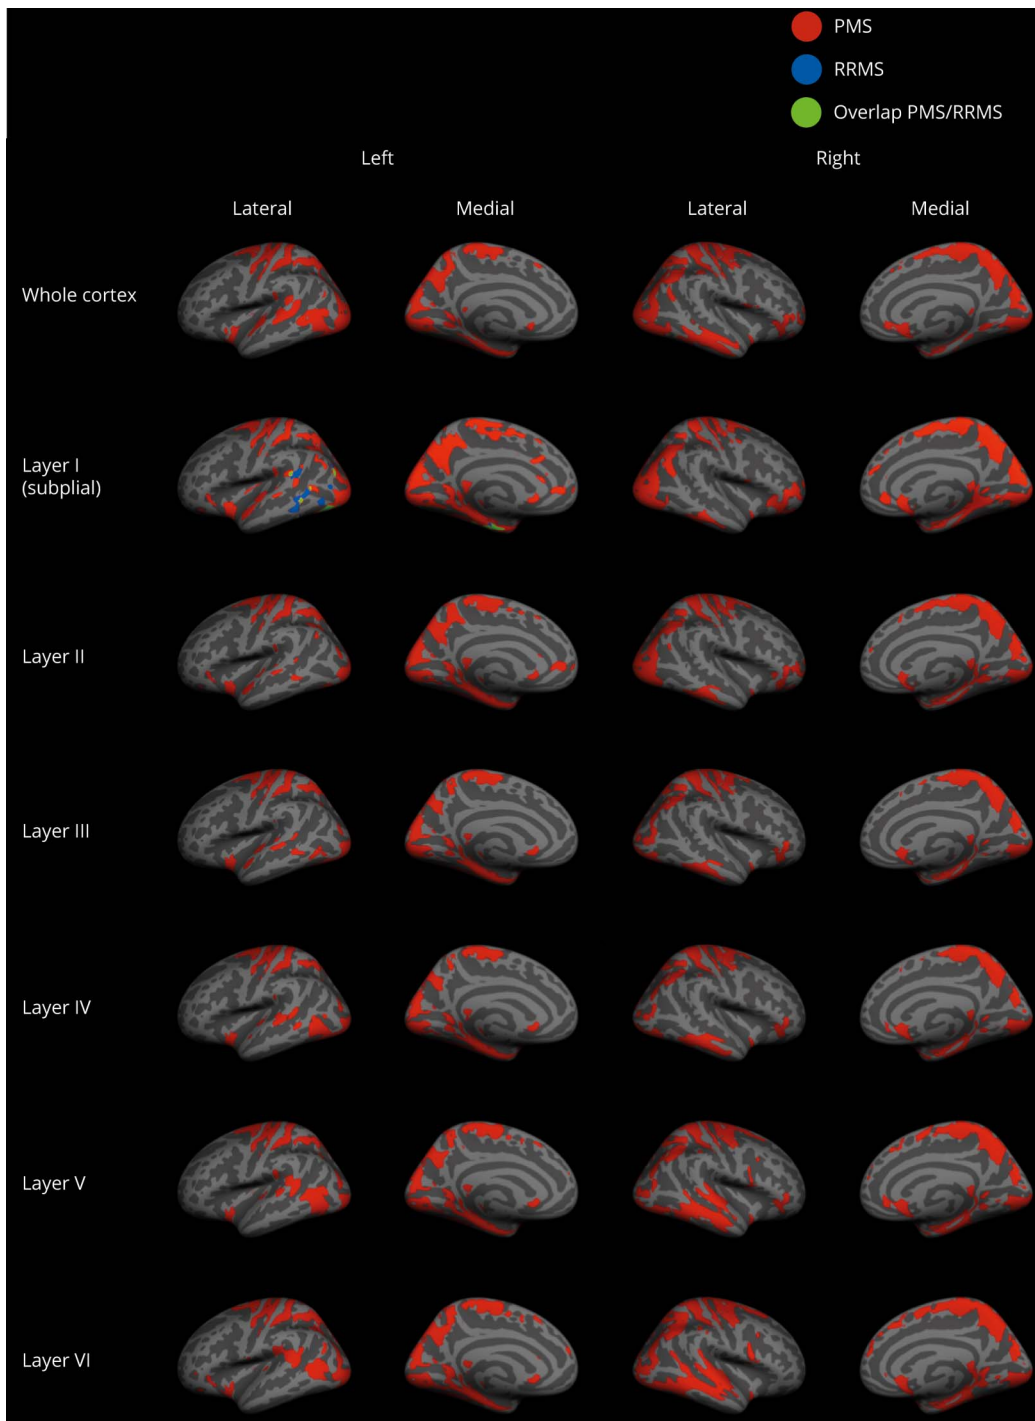 PMS
RRMS
Overlap PMS/RRMS
Left Right
Lateral Medial Lateral Medial
Whole cortex
Layer I
(subplial)
Layer II
Layer III
Layer IV
Layer V
Layer VI